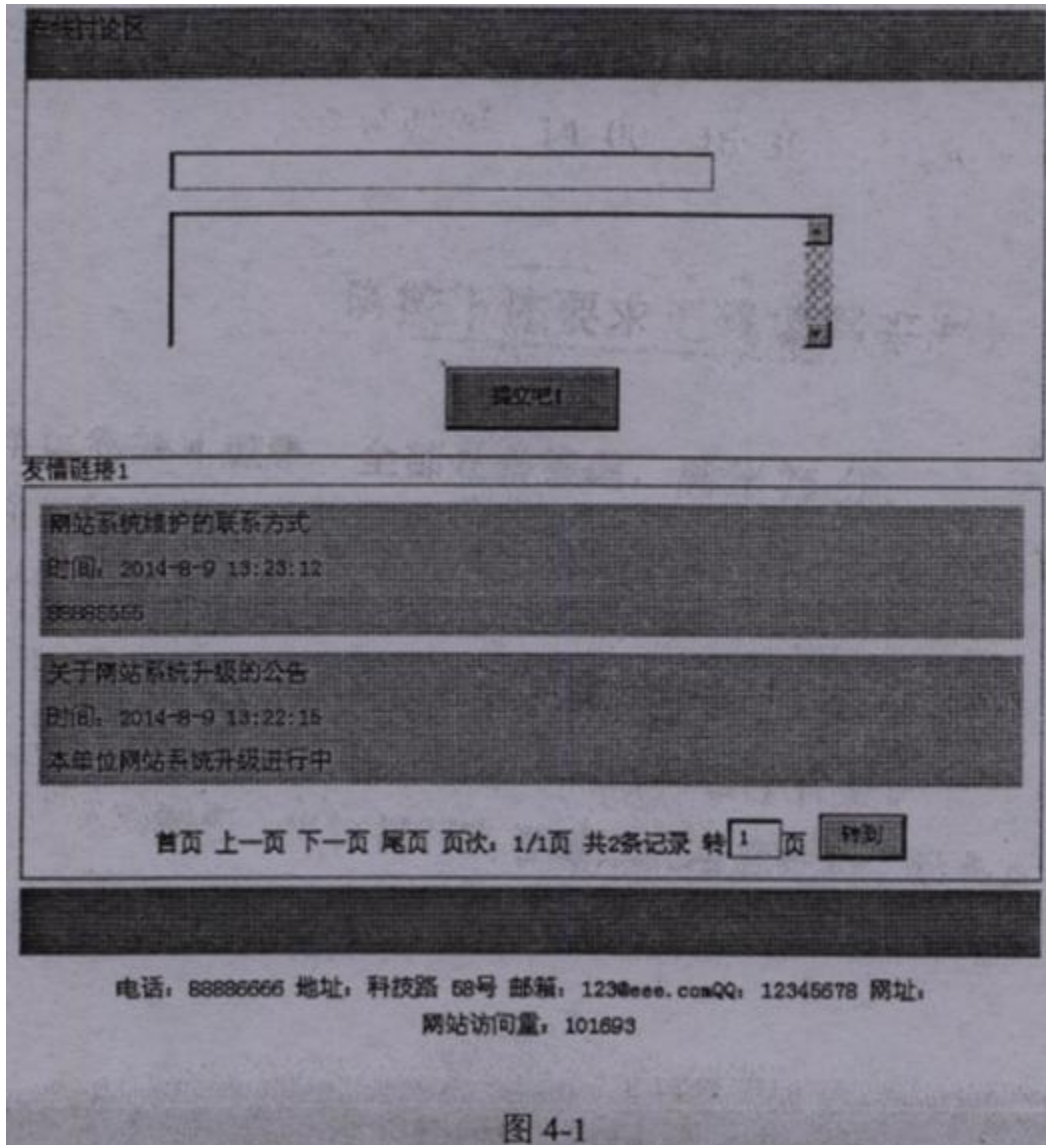 在线讨论区
提交吧!
友情链接1
网站系统维护的联系方式
时间：2014-8-9 13:23:12
关于网站系统升级的公告
时间：2014-8-9 13:22:15
本单位网站系统升级进行中
首页 上一页 下一页 尾页 页次：1/1页 共2条记录 转 1 页 转到
电话：88886666 地址：科技路 58号 邮箱：123@eee.comQQ：12345678 网址：
网站访问量：101693
图 4-1